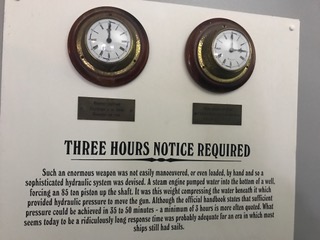 THREE HOURS NOTICE REQUIRED
Such an enormous weapon was not easily manoeuvered, or even loaded, by hand and so a
sophisticated hydraulic system was devised. A steam engine pumped water into the bottom of a well,
forcing an 85 ton piston up the shaft. It was this weight compressing the water beneath it which
provided hydraulic pressure to move the gun. Although the official handbook states that sufficient
pressure could be achieved in 35 to 50 minutes - a minimum of 3 hours is more often quoted. What
seems today to be a ridiculously long response time was probably adequate for an era in which most
ships still had sails.